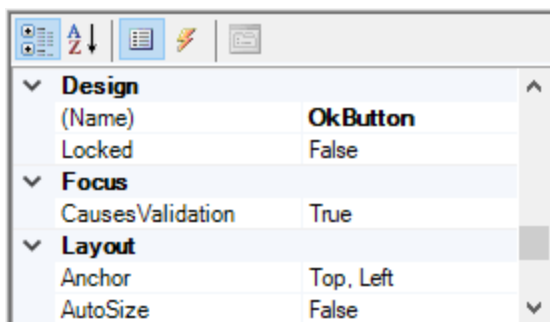 A
Z
Design
(Name) OkButton
Locked False
Focus
CausesValidation True
Layout
Anchor Top, Left
AutoSize False